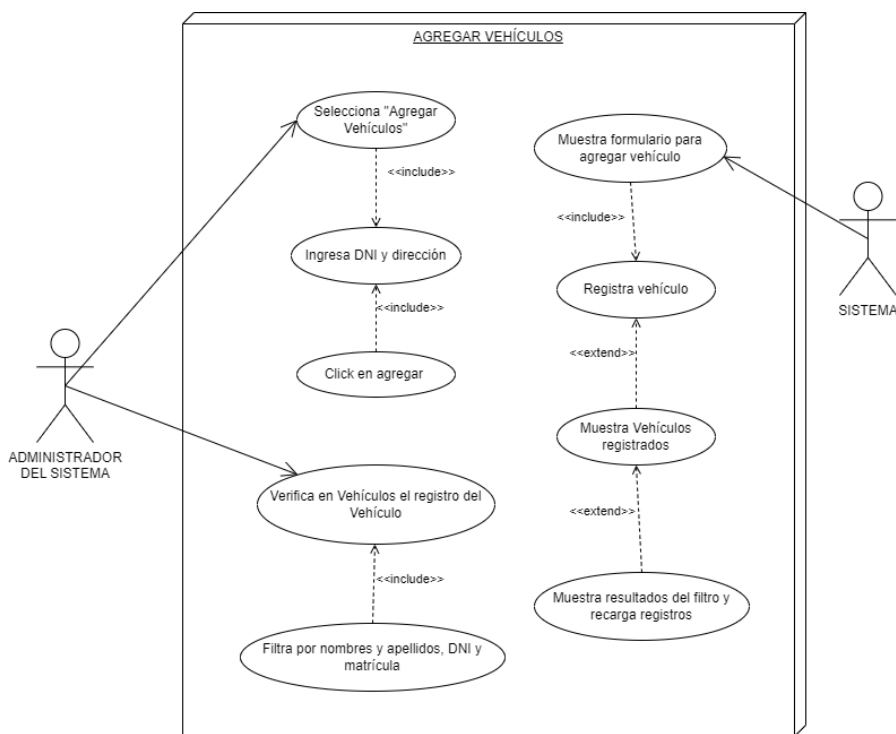 AGREGAR VEHÍCULOS
Selecciona "Agregar
Vehículos"
<<include>>
Ingresa DNI y dirección
<<include>>
Click en agregar
Verifica en Vehículos el registro del
Vehículo
<<include>>
Filtra por nombres y apellidos, DNI y
matrícula
Muestra formulario para
agregar vehículo
<<include>>
Registra vehículo
<<extend>>
Muestra Vehículos
registrados
<<extend>>
Muestra resultados del filtro y
recarga registros
ADMINISTRADOR
DEL SISTEMA
SISTEMA